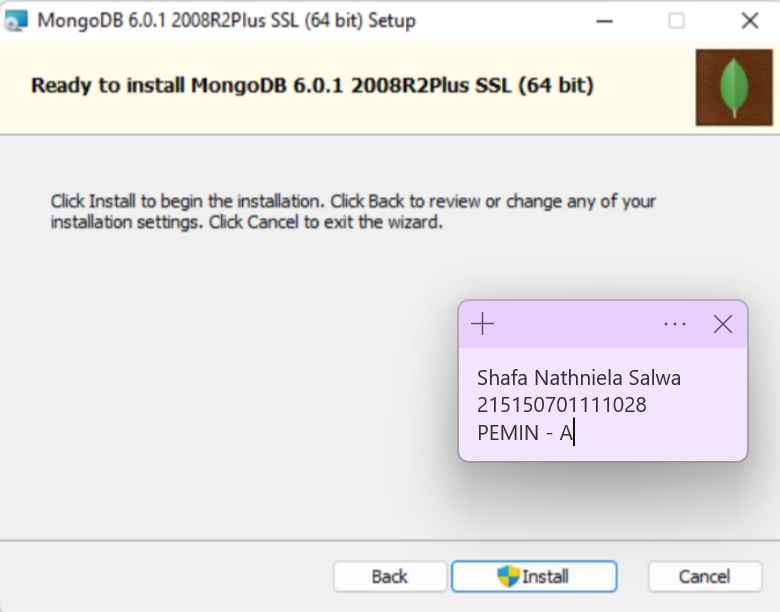 MongoDB 6.0.1 2008R2Plus SSL (64 bit) Setup
Ready to install MongoDB 6.0.1 2008R2Plus SSL (64 bit)
Click Install to begin the installation. Click Back to review or change any of your
installation settings. Click Cancel to exit the wizard.
Shafa Nathniela Salwa
215150701111028
PEMIN - A
Back
Install
Cancel